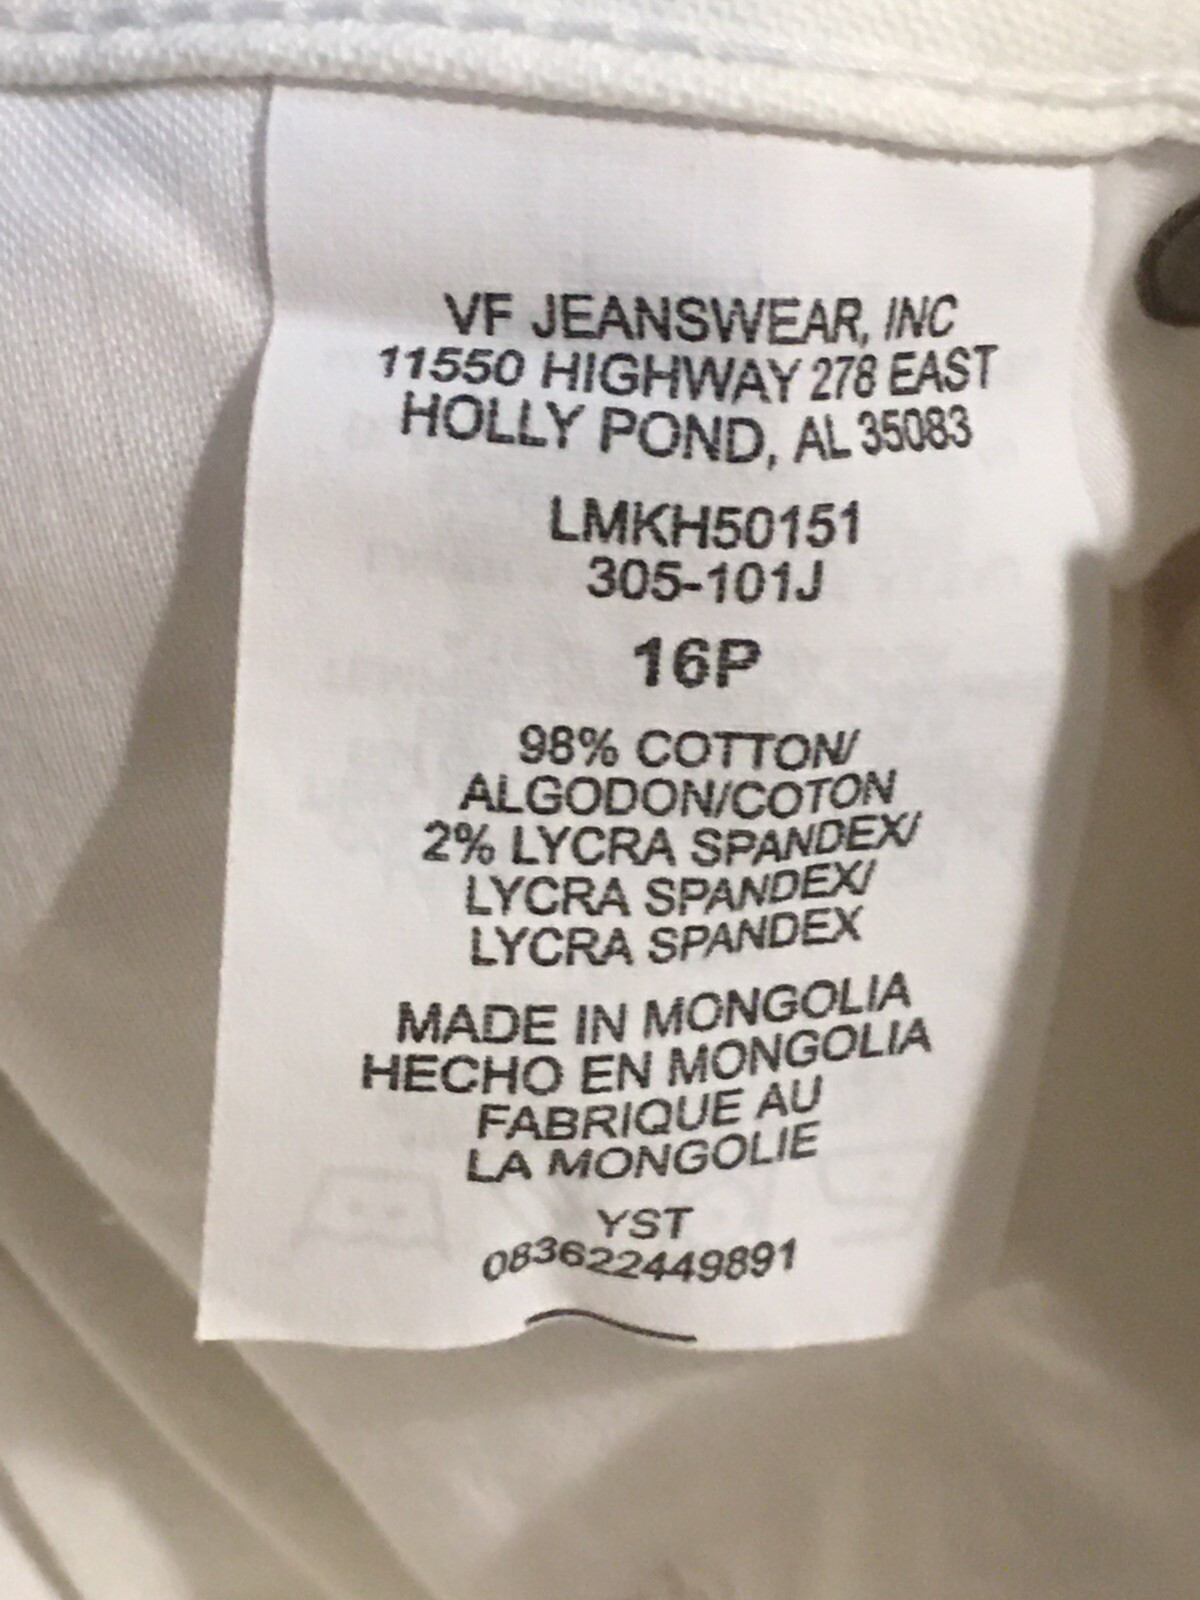 VF JEANSWEAR, INC
11550 HIGHWAY 278 EAST
HOLLY POND, AL 35083
LMKH50151
305-101J
16P
98% COTTON/
ALGODON/COTON
2% LYCRA SPANDEX/
LYCRA SPANDEX/
LYCRA SPANDEX
MADE IN MONGOLIA
HECHO EN MONGOLIA
FABRIQUE AU
LA MONGOLIE
YST
083622449891